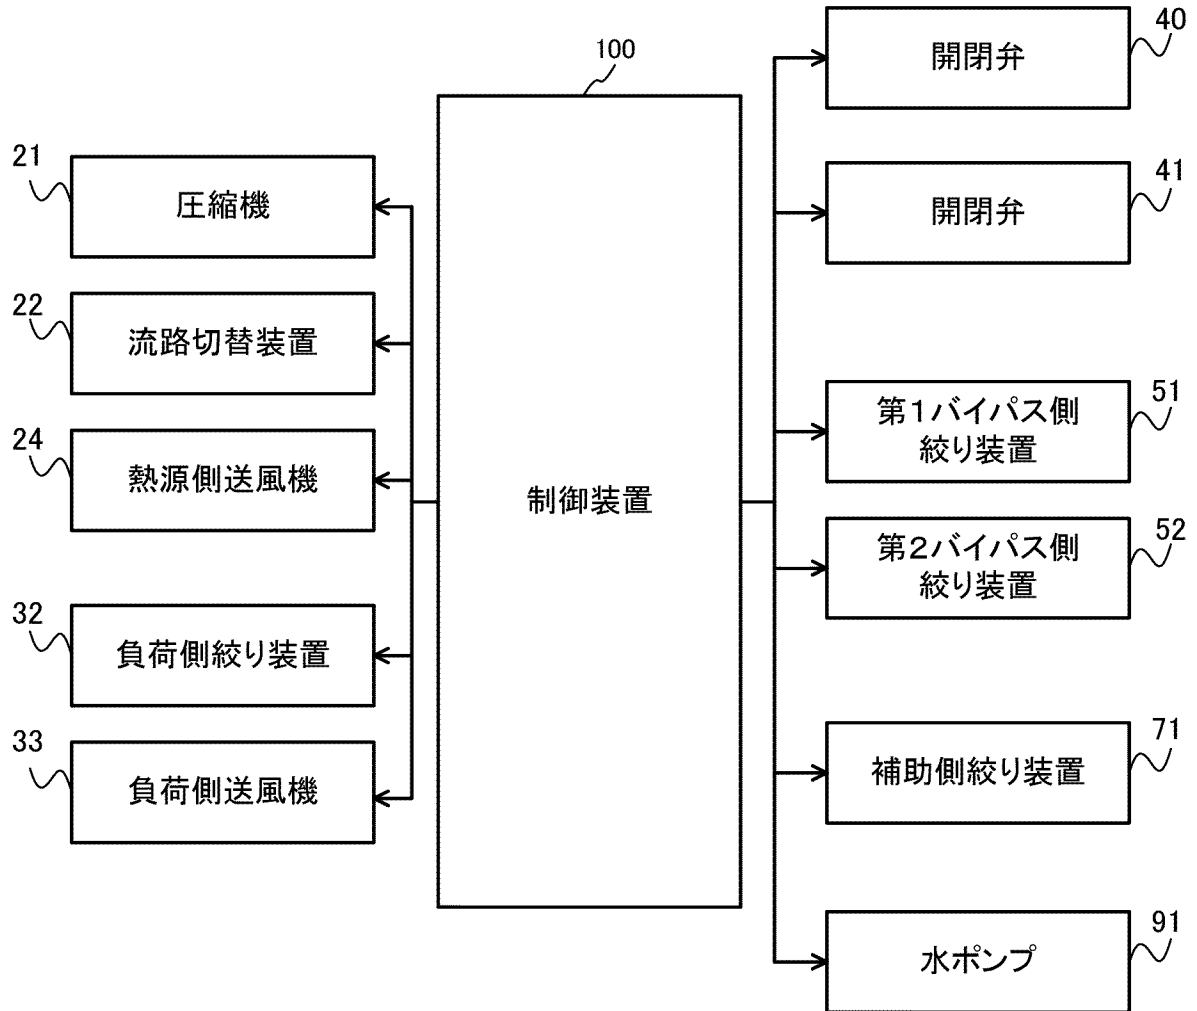 100
制御装置
21
圧縮機
22
流路切替装置
24
熱源側送風機
32
負荷側絞り装置
33
負荷側送風機
40
開閉弁
41
開閉弁
51
第１バイパス側
絞り装置
52
第２バイパス側
絞り装置
71
補助側絞り装置
91
水ポンプ